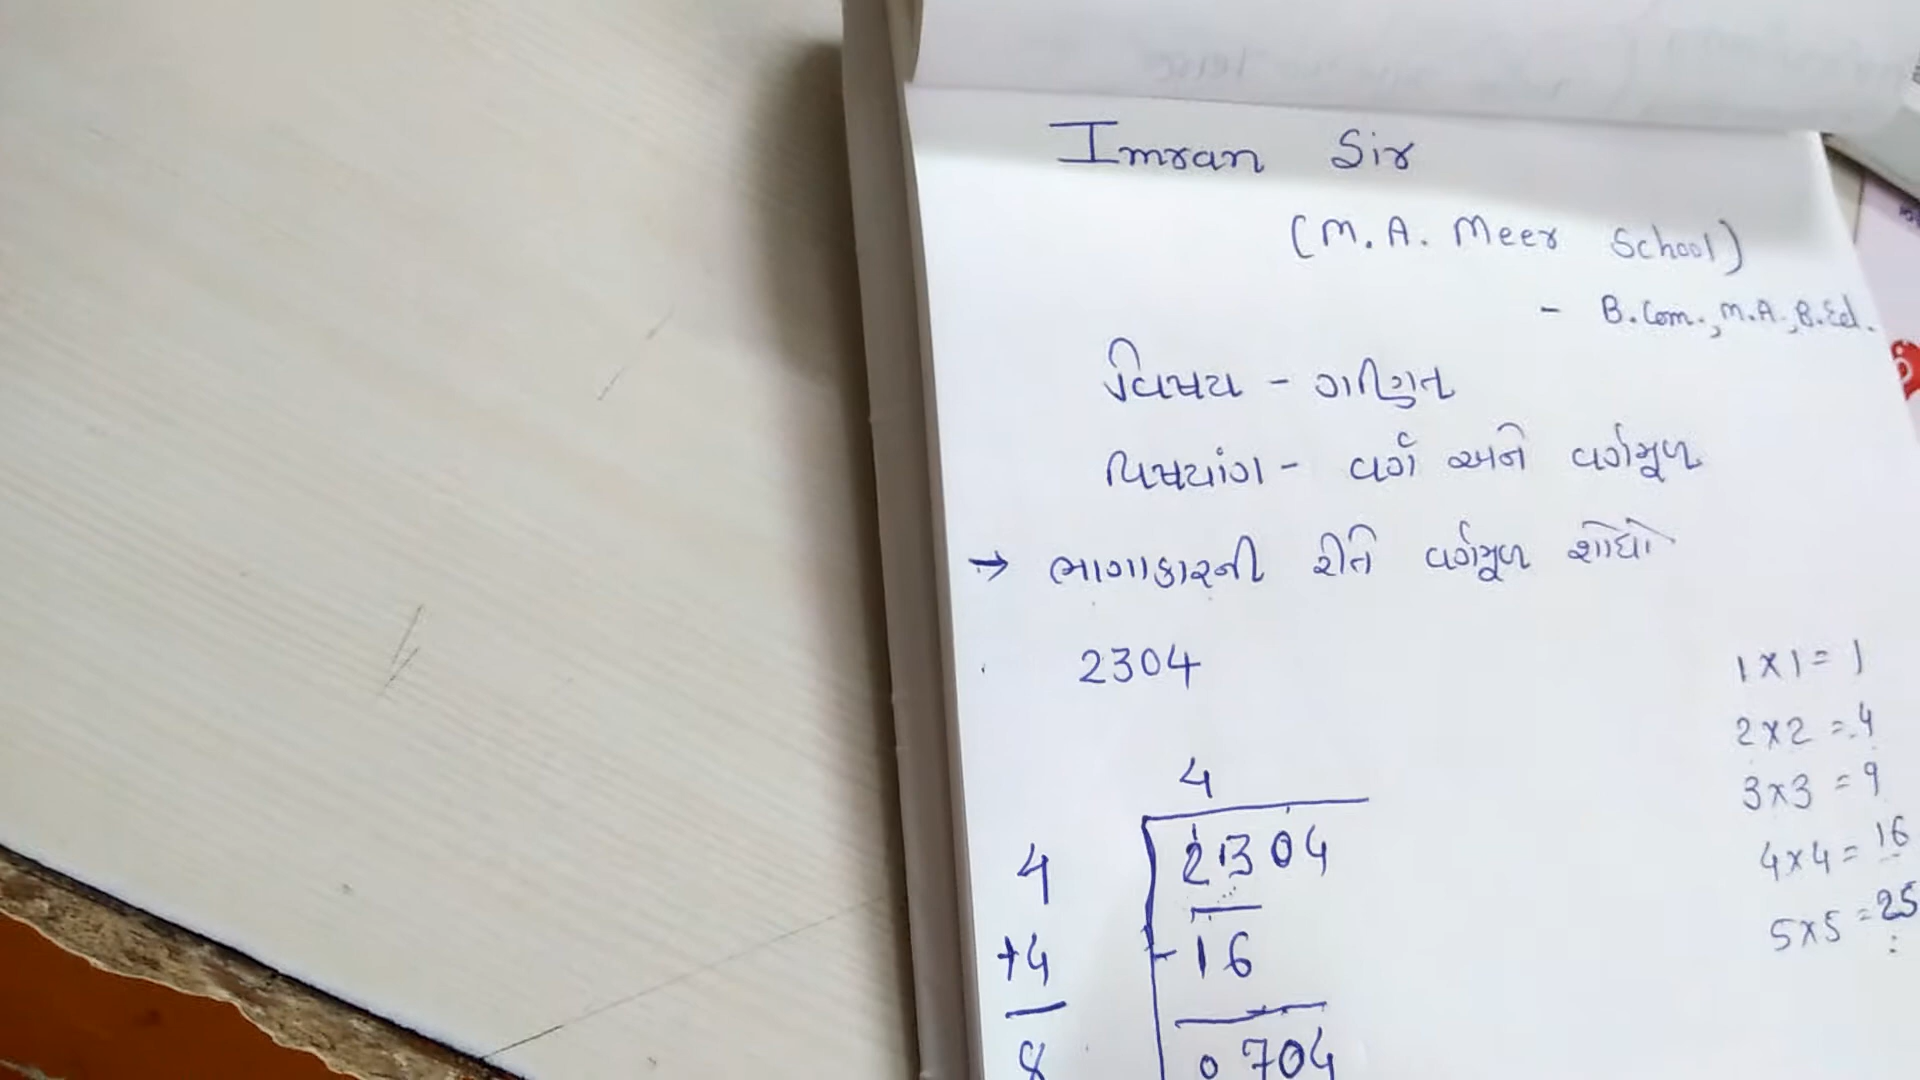 Imran Sir
(M. A. Meer School)
- B.Com., M.A., B.Ed.
વિષય - ગણિત
વિષયાંગ - વર્ગ અને વર્ગમૂળ
→ ભાગાકારની રીતે વર્ગમૂળ શોધો
2304
1 x 1 = 1
2 x 2 = 4
3 x 3 = 9
4 x 4 = 16
5 x 5 = 25
4
4 2304
+4 - 16
8 0704